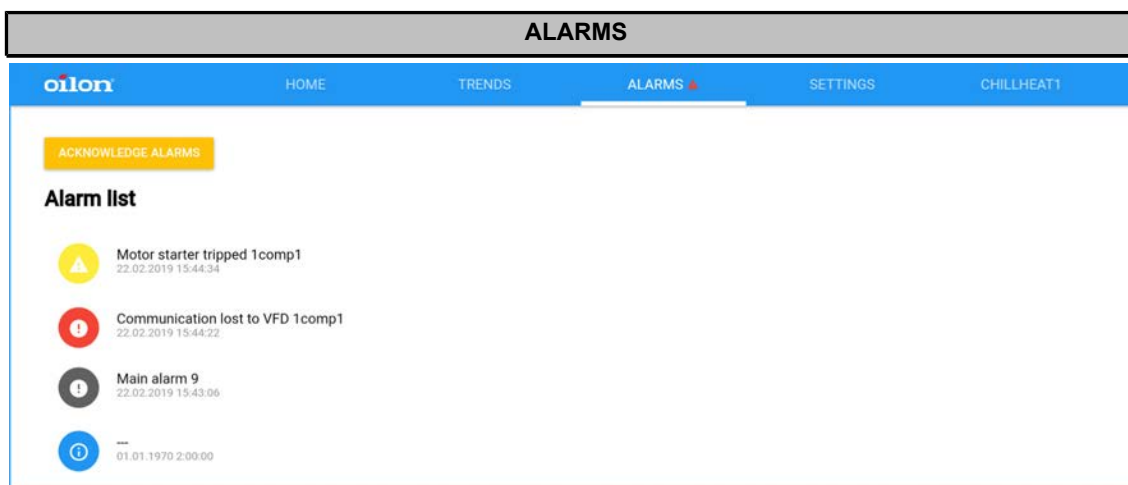 ALARMS
oilon
HOME
TRENDS
ALARMS
SETTINGS
CHILLHEAT1
ACKNOWLEDGE ALARMS
Alarm list
Motor starter tripped 1comp1
22.02.2019 15:44:34
Communication lost to VFD 1comp1
22.02.2019 15:44:22
Main alarm 9
22.02.2019 15:43:06
---
01.01.1970 2:00:00